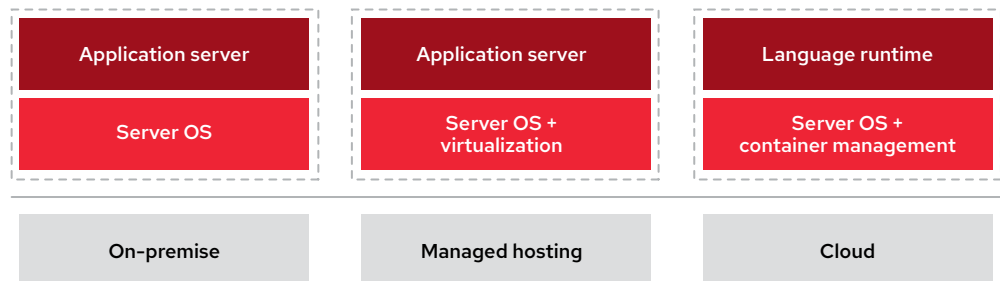 Application server
Application server
Language runtime
Server OS
Server OS +
virtualization
Server OS +
container management
On-premise
Managed hosting
Cloud